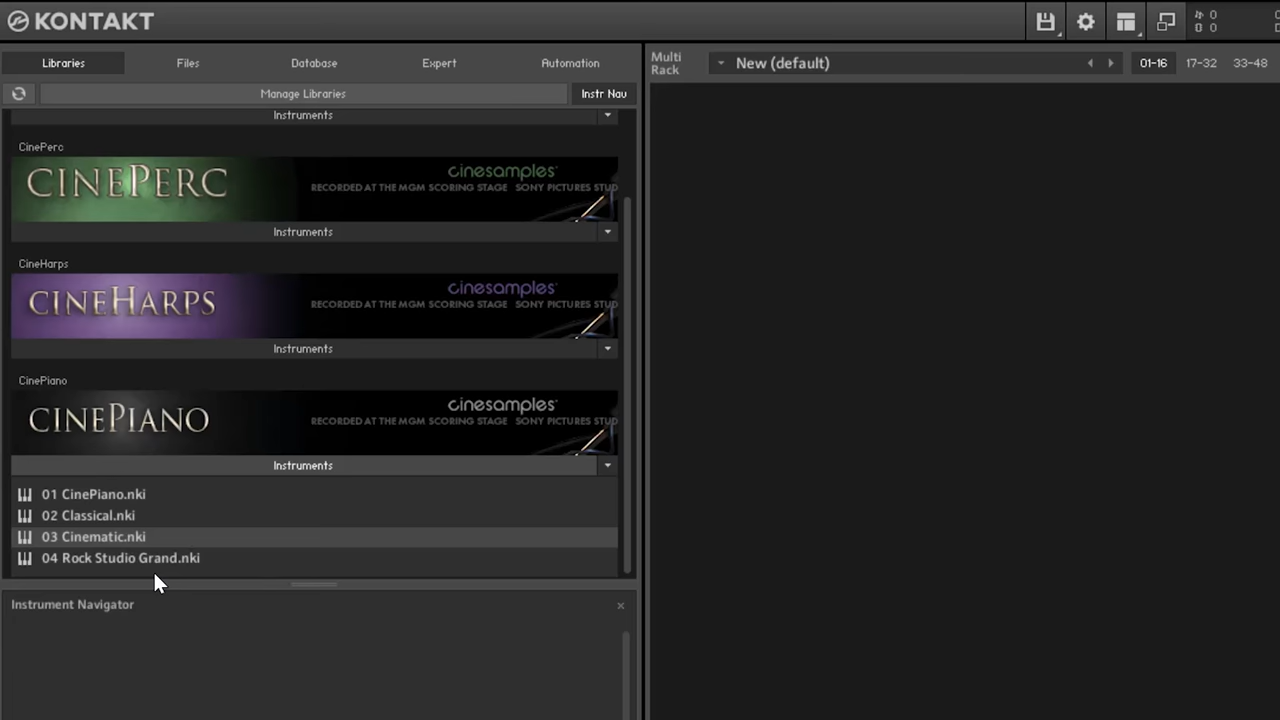 KONTAKT
0
0
Libraries
Files
Database
Expert
Automation
Multi
Rack
New (default)
01-16
17-32
33-48
Manage Libraries
Instr Nav
Instruments
CinePerc
CINEPERC
cinesamples
RECORDED AT THE MGM SCORING STAGE SONY PICTURES STUD
Instruments
CineHarps
CINEHARPS
cinesamples
RECORDED AT THE MGM SCORING STAGE SONY PICTURES STUD
Instruments
CinePiano
CINEPIANO
cinesamples
RECORDED AT THE MGM SCORING STAGE SONY PICTURES STUD
Instruments
01 CinePiano.nki
02 Classical.nki
03 Cinematic.nki
04 Rock Studio Grand.nki
Instrument Navigator